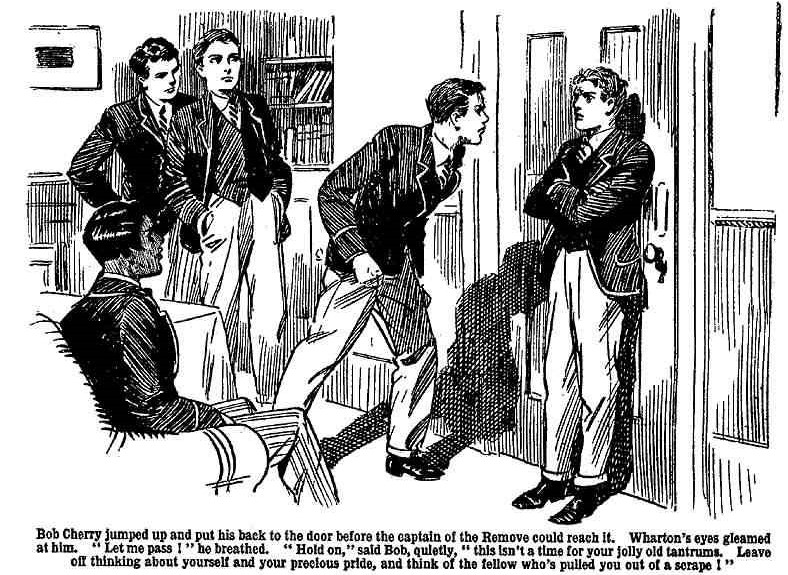 Bob Cherry jumped up and put his back to the door before the captain of the Remove could reach it. Wharton's eyes gleamed
at him. "Let me pass!" he breathed. "Hold on," said Bob, quietly, "this isn't a time for your jolly old tantrums. Leave
off thinking about yourself and your precious pride, and think of the fellow who's pulled you out of a scrape!"